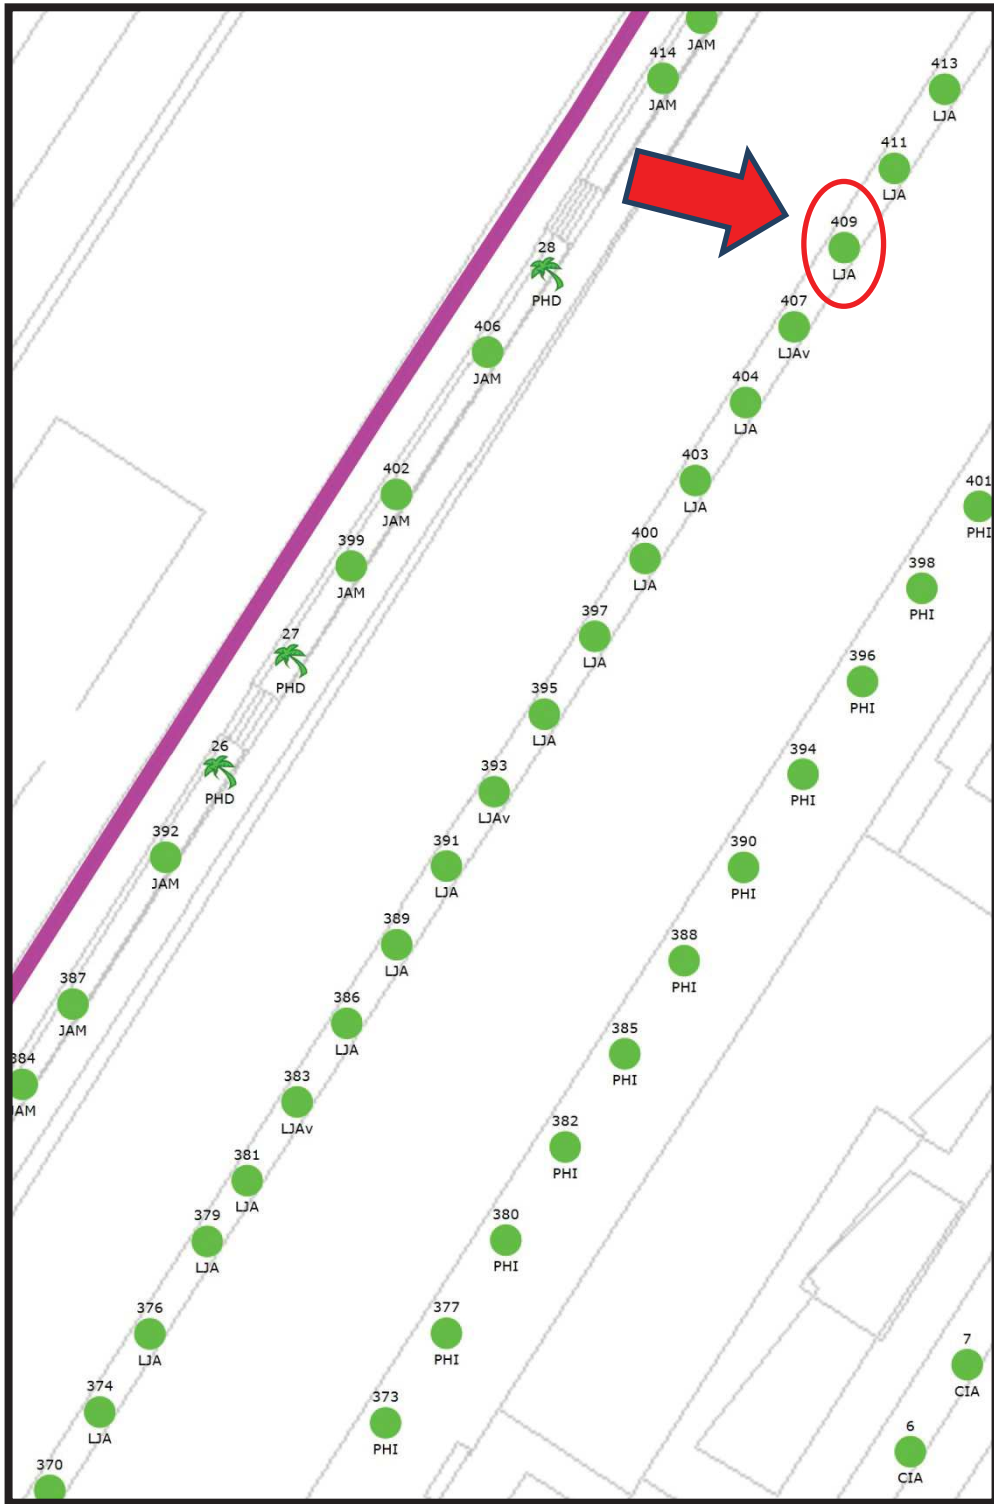 JAM
414
JAM
413
LJA
411
LJA
409
LJA
28
PHD
407
LJAv
406
JAM
404
LJA
403
LJA
402
JAM
401
PHI
400
LJA
399
JAM
398
PHI
397
LJA
27
PHD
396
PHI
395
LJA
26
PHD
394
PHI
393
LJAv
392
JAM
391
LJA
390
PHI
389
LJA
388
PHI
387
JAM
386
LJA
385
PHI
384
JAM
383
LJAv
382
PHI
381
LJA
380
PHI
379
LJA
377
PHI
376
LJA
7
CIA
374
LJA
373
PHI
6
CIA
370